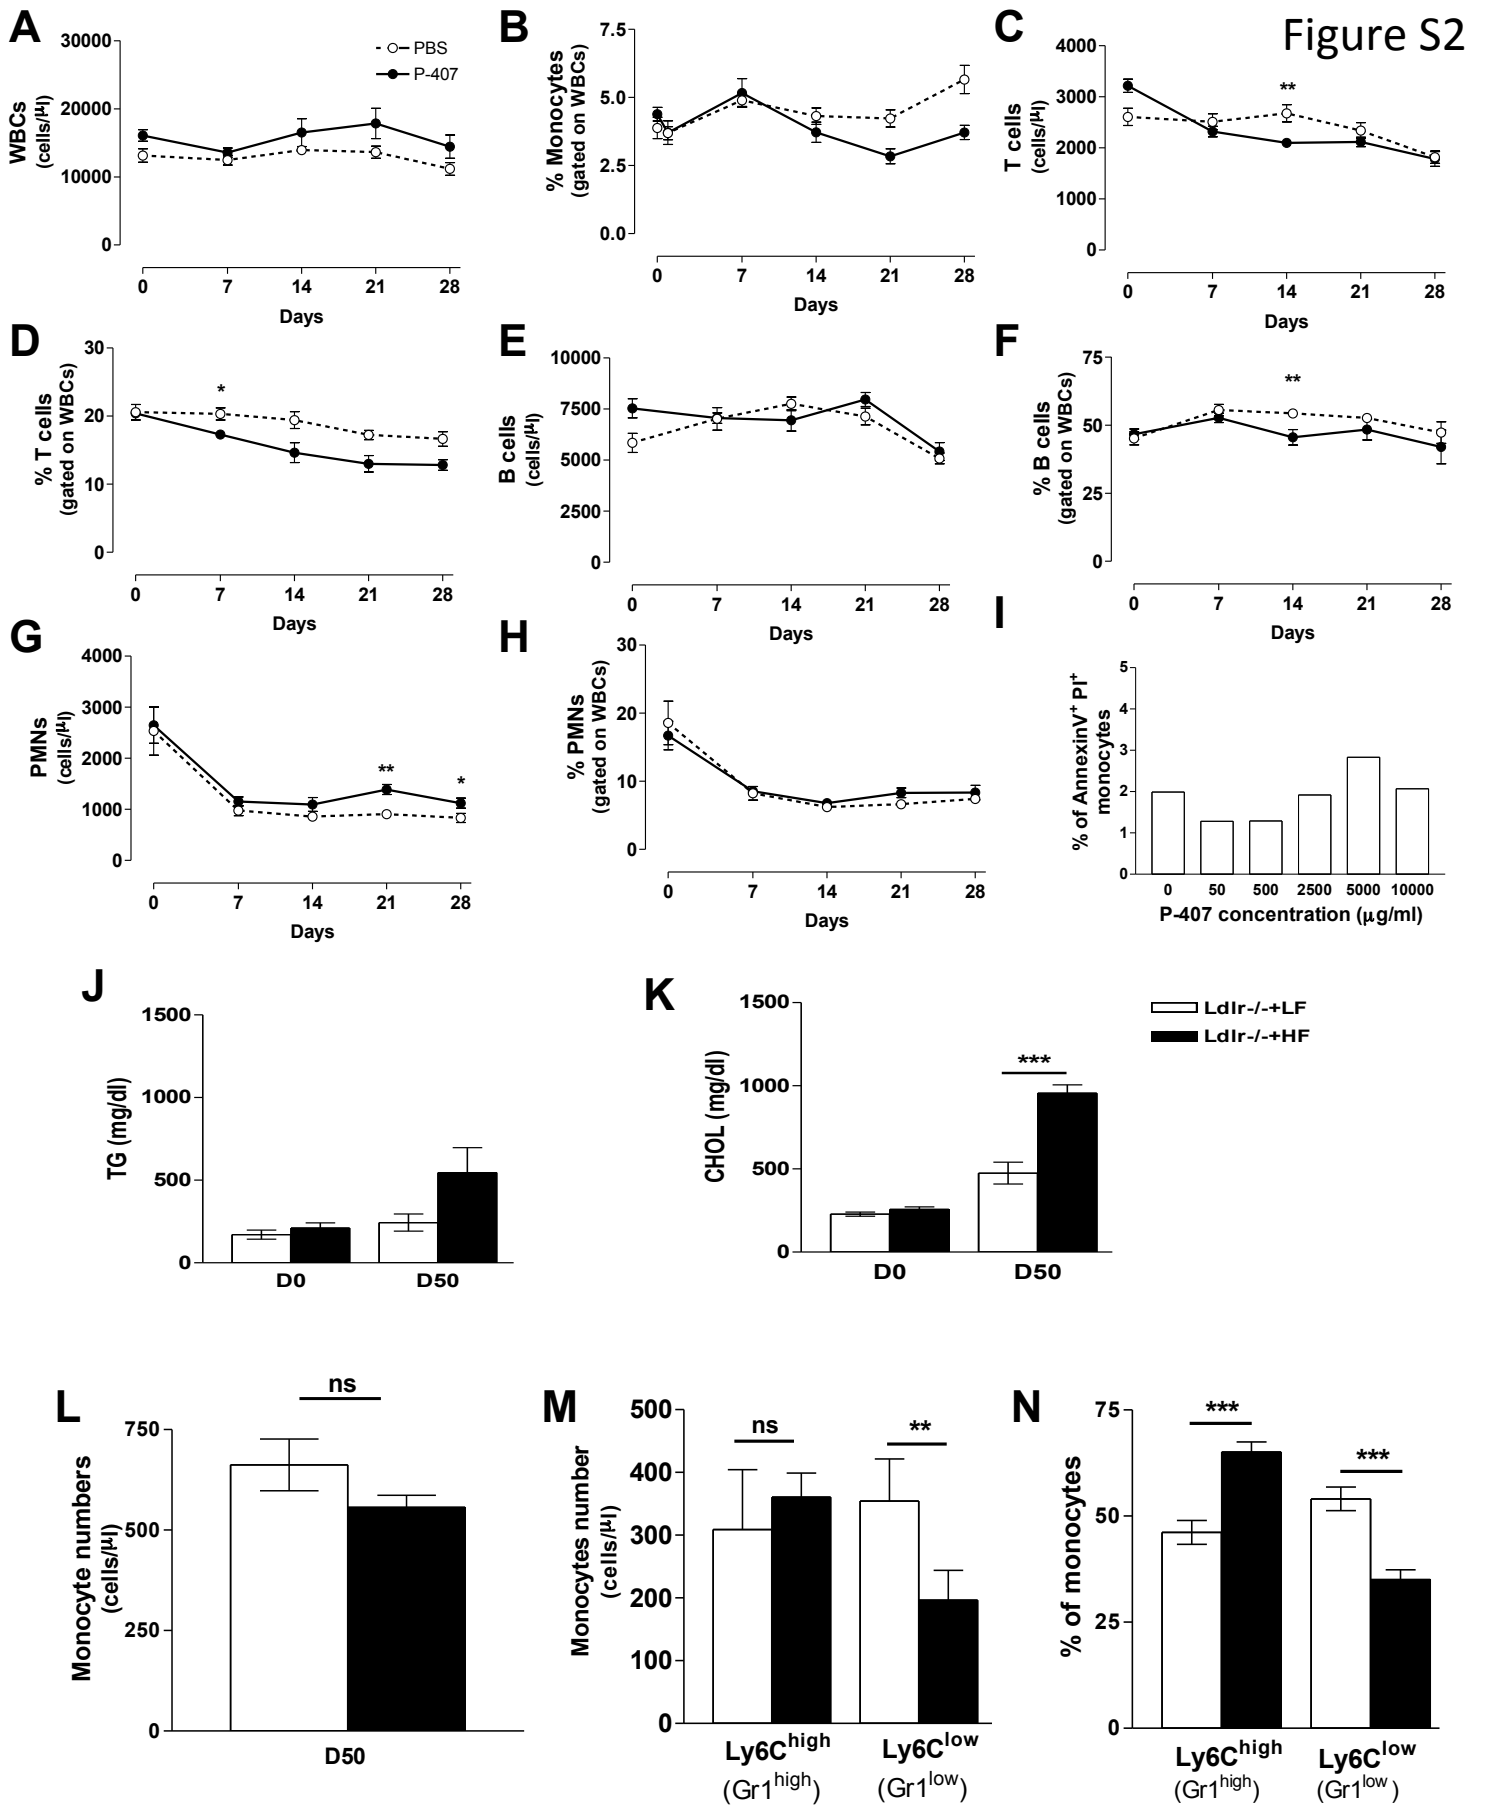 Figure S2
A
30000
20000
10000
0
WBCs
(cells/µl)
PBS
P-407
0 7 14 21 28
Days
B
7.5
5.0
2.5
0.0
% Monocytes
(gated on WBCs)
0 7 14 21 28
Days
C
4000
3000
2000
1000
0
T cells
(cells/µl)
**
0 7 14 21 28
Days
D
30
20
10
0
% T cells
(gated on WBCs)
*
0 7 14 21 28
Days
E
10000
7500
5000
2500
0
B cells
(cells/µl)
0 7 14 21 28
Days
F
75
50
25
0
% B cells
(gated on WBCs)
**
0 7 14 21 28
Days
G
4000
3000
2000
1000
0
PMNs
(cells/µl)
**
*
0 7 14 21 28
Days
H
30
20
10
0
% PMNs
(gated on WBCs)
0 7 14 21 28
Days
I
5
4
3
2
1
0
% of AnnexinV+ PI+
monocytes
0 50 500 2500 5000 10000
P-407 concentration (µg/ml)
J
1500
1000
500
0
TG (mg/dl)
D0 D50
K
1500
1000
500
0
CHOL (mg/dl)
***
D0 D50
Ldlr-/-+LF
Ldlr-/-+HF
L
750
500
250
0
Monocyte numbers
(cells/µl)
ns
D50
M
500
400
300
200
100
0
Monocytes number
(cells/µl)
ns
**
Ly6Chigh Ly6Clow
(Gr1high) (Gr1low)
N
75
50
25
0
% of monocytes
***
***
Ly6Chigh Ly6Clow
(Gr1high) (Gr1low)